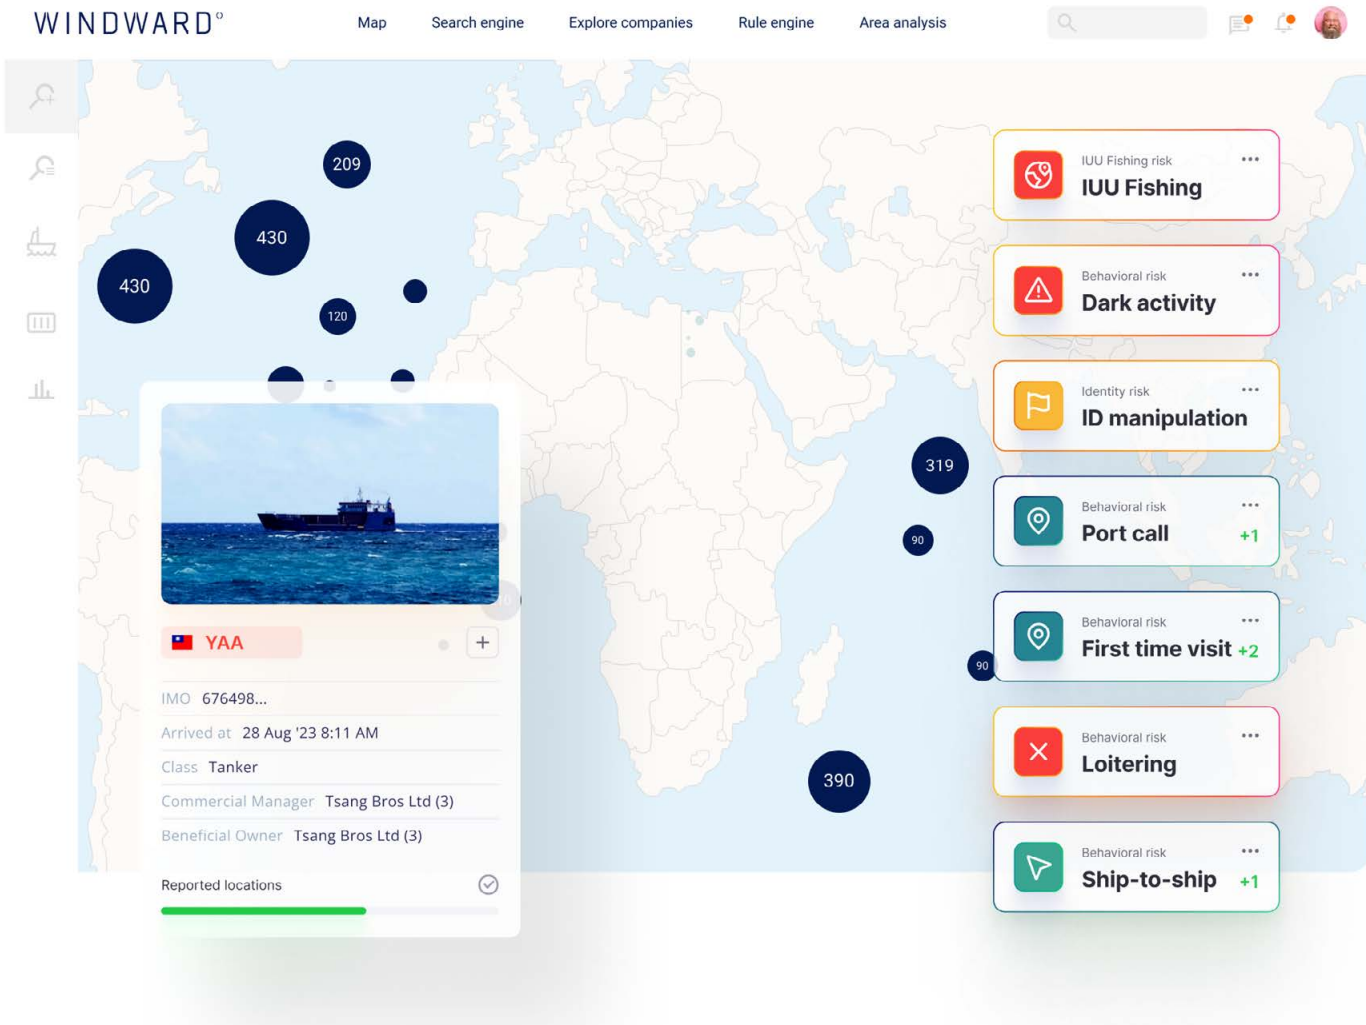 WINDWARD°
Map
Search engine
Explore companies
Rule engine
Area analysis
209
430
430
120
319
90
90
390
YAA
+
IMO 676498...
Arrived at 28 Aug '23 8:11 AM
Class Tanker
Commercial Manager Tsang Bros Ltd (3)
Beneficial Owner Tsang Bros Ltd (3)
Reported locations
IUU Fishing risk
IUU Fishing
Behavioral risk
Dark activity
Identity risk
ID manipulation
Behavioral risk
Port call +1
Behavioral risk
First time visit +2
Behavioral risk
Loitering
Behavioral risk
Ship-to-ship +1